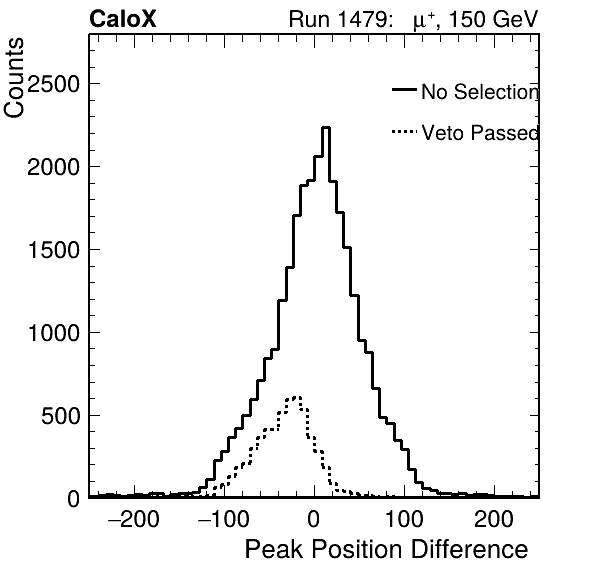 CaloX Run 1479: μ⁺, 150 GeV
Counts
No Selection
Veto Passed
2500
2000
1500
1000
500
0
−200 −100 0 100 200
Peak Position Difference